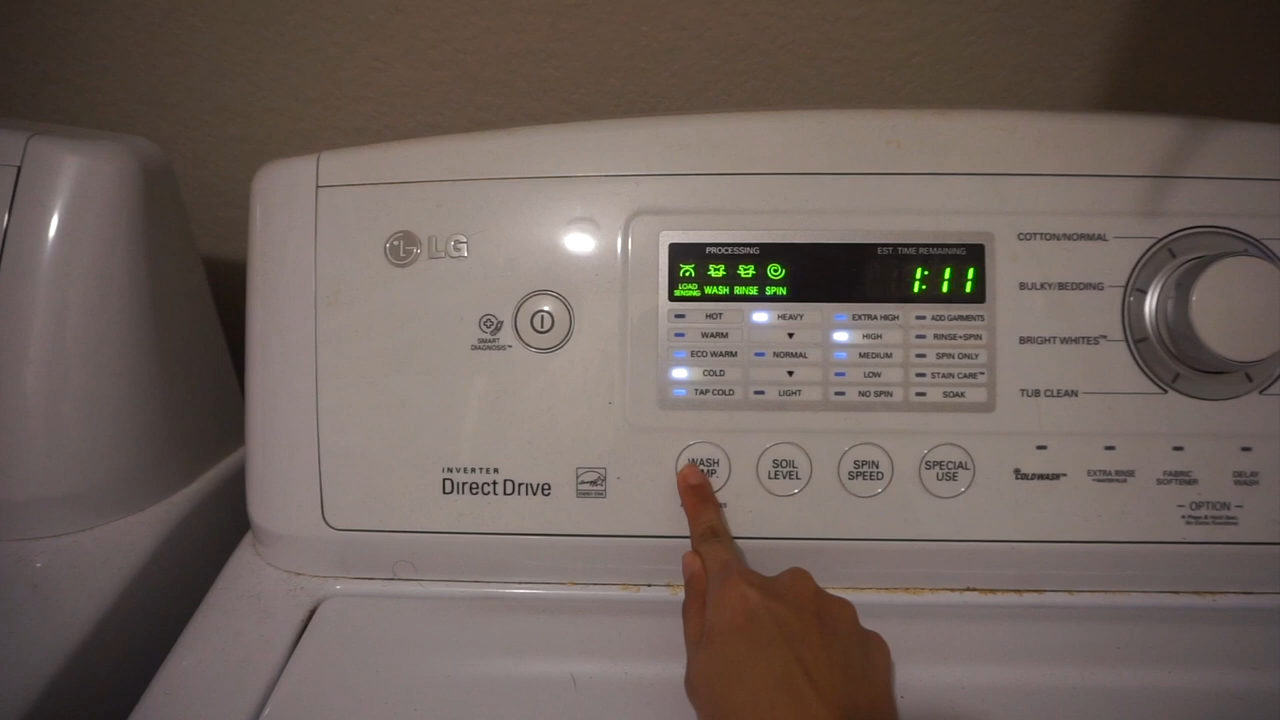 LG
SMART
DIAGNOSIS™
INVERTER
Direct Drive
PROCESSING
EST. TIME REMAINING
LOAD
SENSING
WASH
RINSE
SPIN
1:11
HOT
WARM
ECO WARM
COLD
TAP COLD
HEAVY
NORMAL
LIGHT
EXTRA HIGH
HIGH
MEDIUM
LOW
NO SPIN
ADD GARMENTS
RINSE+SPIN
SPIN ONLY
STAIN CARE™
SOAK
WASH
SOIL
LEVEL
SPIN
SPEED
SPECIAL
USE
COTTON/NORMAL
BULKY/BEDDING
BRIGHT WHITES™
TUB CLEAN
COLDWASH™
EXTRA RINSE
FABRIC
SOFTENER
DELAY
WASH
OPTION